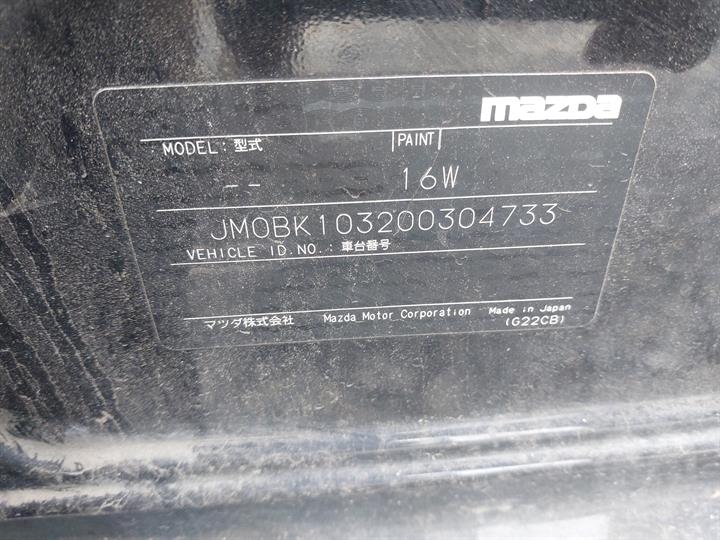 mazda
MODEL: 型式 PAINT
-- 16W
JM0BK103200304733
VEHICLE ID.NO.: 車台番号
マツダ株式会社 Mazda Motor Corporation Made in Japan
(G22CB)